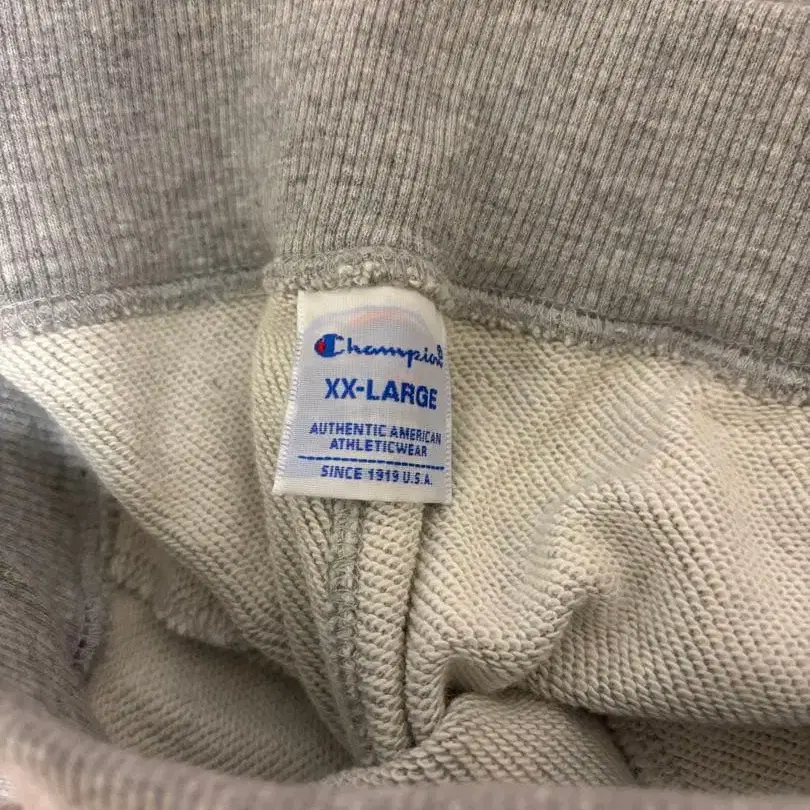 Champion
XX-LARGE
AUTHENTIC AMERICAN
ATHLETICWEAR
SINCE 1919 U.S.A.